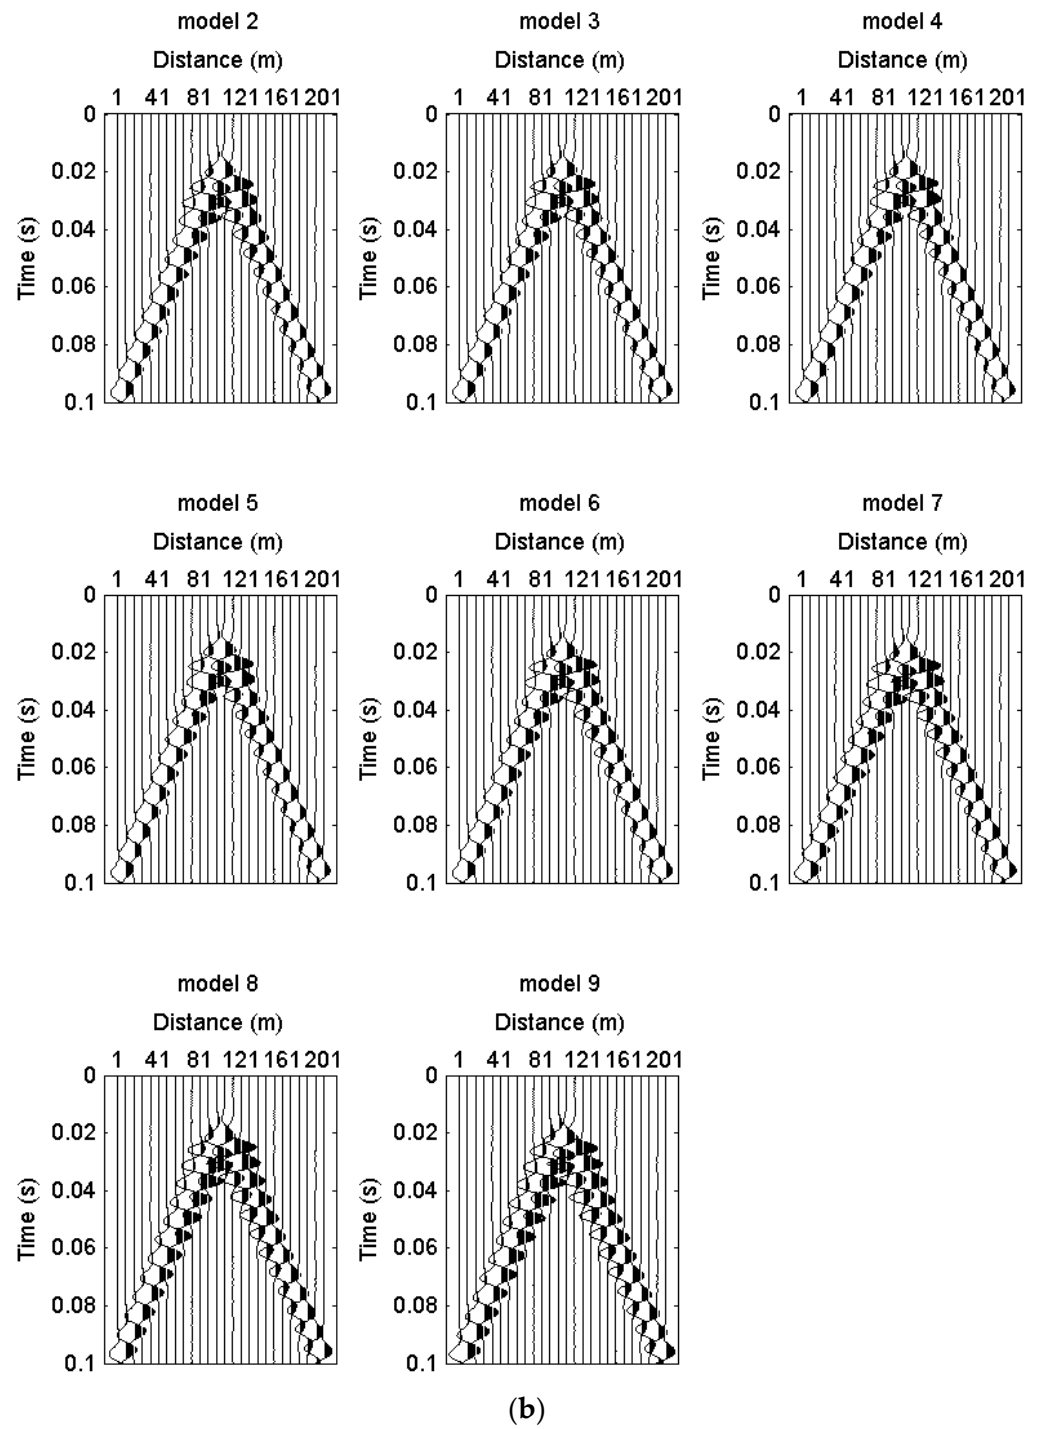 model 2 model 3 model 4
Distance (m) Distance (m) Distance (m)
1 41 81 121 161 201 1 41 81 121 161 201 1 41 81 121 161 201
0 0 0
0.02 0.02 0.02
0.04 0.04 0.04
Time (s) Time (s) Time (s)
0.06 0.06 0.06
0.08 0.08 0.08
0.1 0.1 0.1
model 5 model 6 model 7
Distance (m) Distance (m) Distance (m)
1 41 81 121 161 201 1 41 81 121 161 201 1 41 81 121 161 201
0 0 0
0.02 0.02 0.02
0.04 0.04 0.04
Time (s) Time (s) Time (s)
0.06 0.06 0.06
0.08 0.08 0.08
0.1 0.1 0.1
model 8 model 9
Distance (m) Distance (m)
1 41 81 121 161 201 1 41 81 121 161 201
0 0
0.02 0.02
0.04 0.04
Time (s) Time (s)
0.06 0.06
0.08 0.08
0.1 0.1
(b)